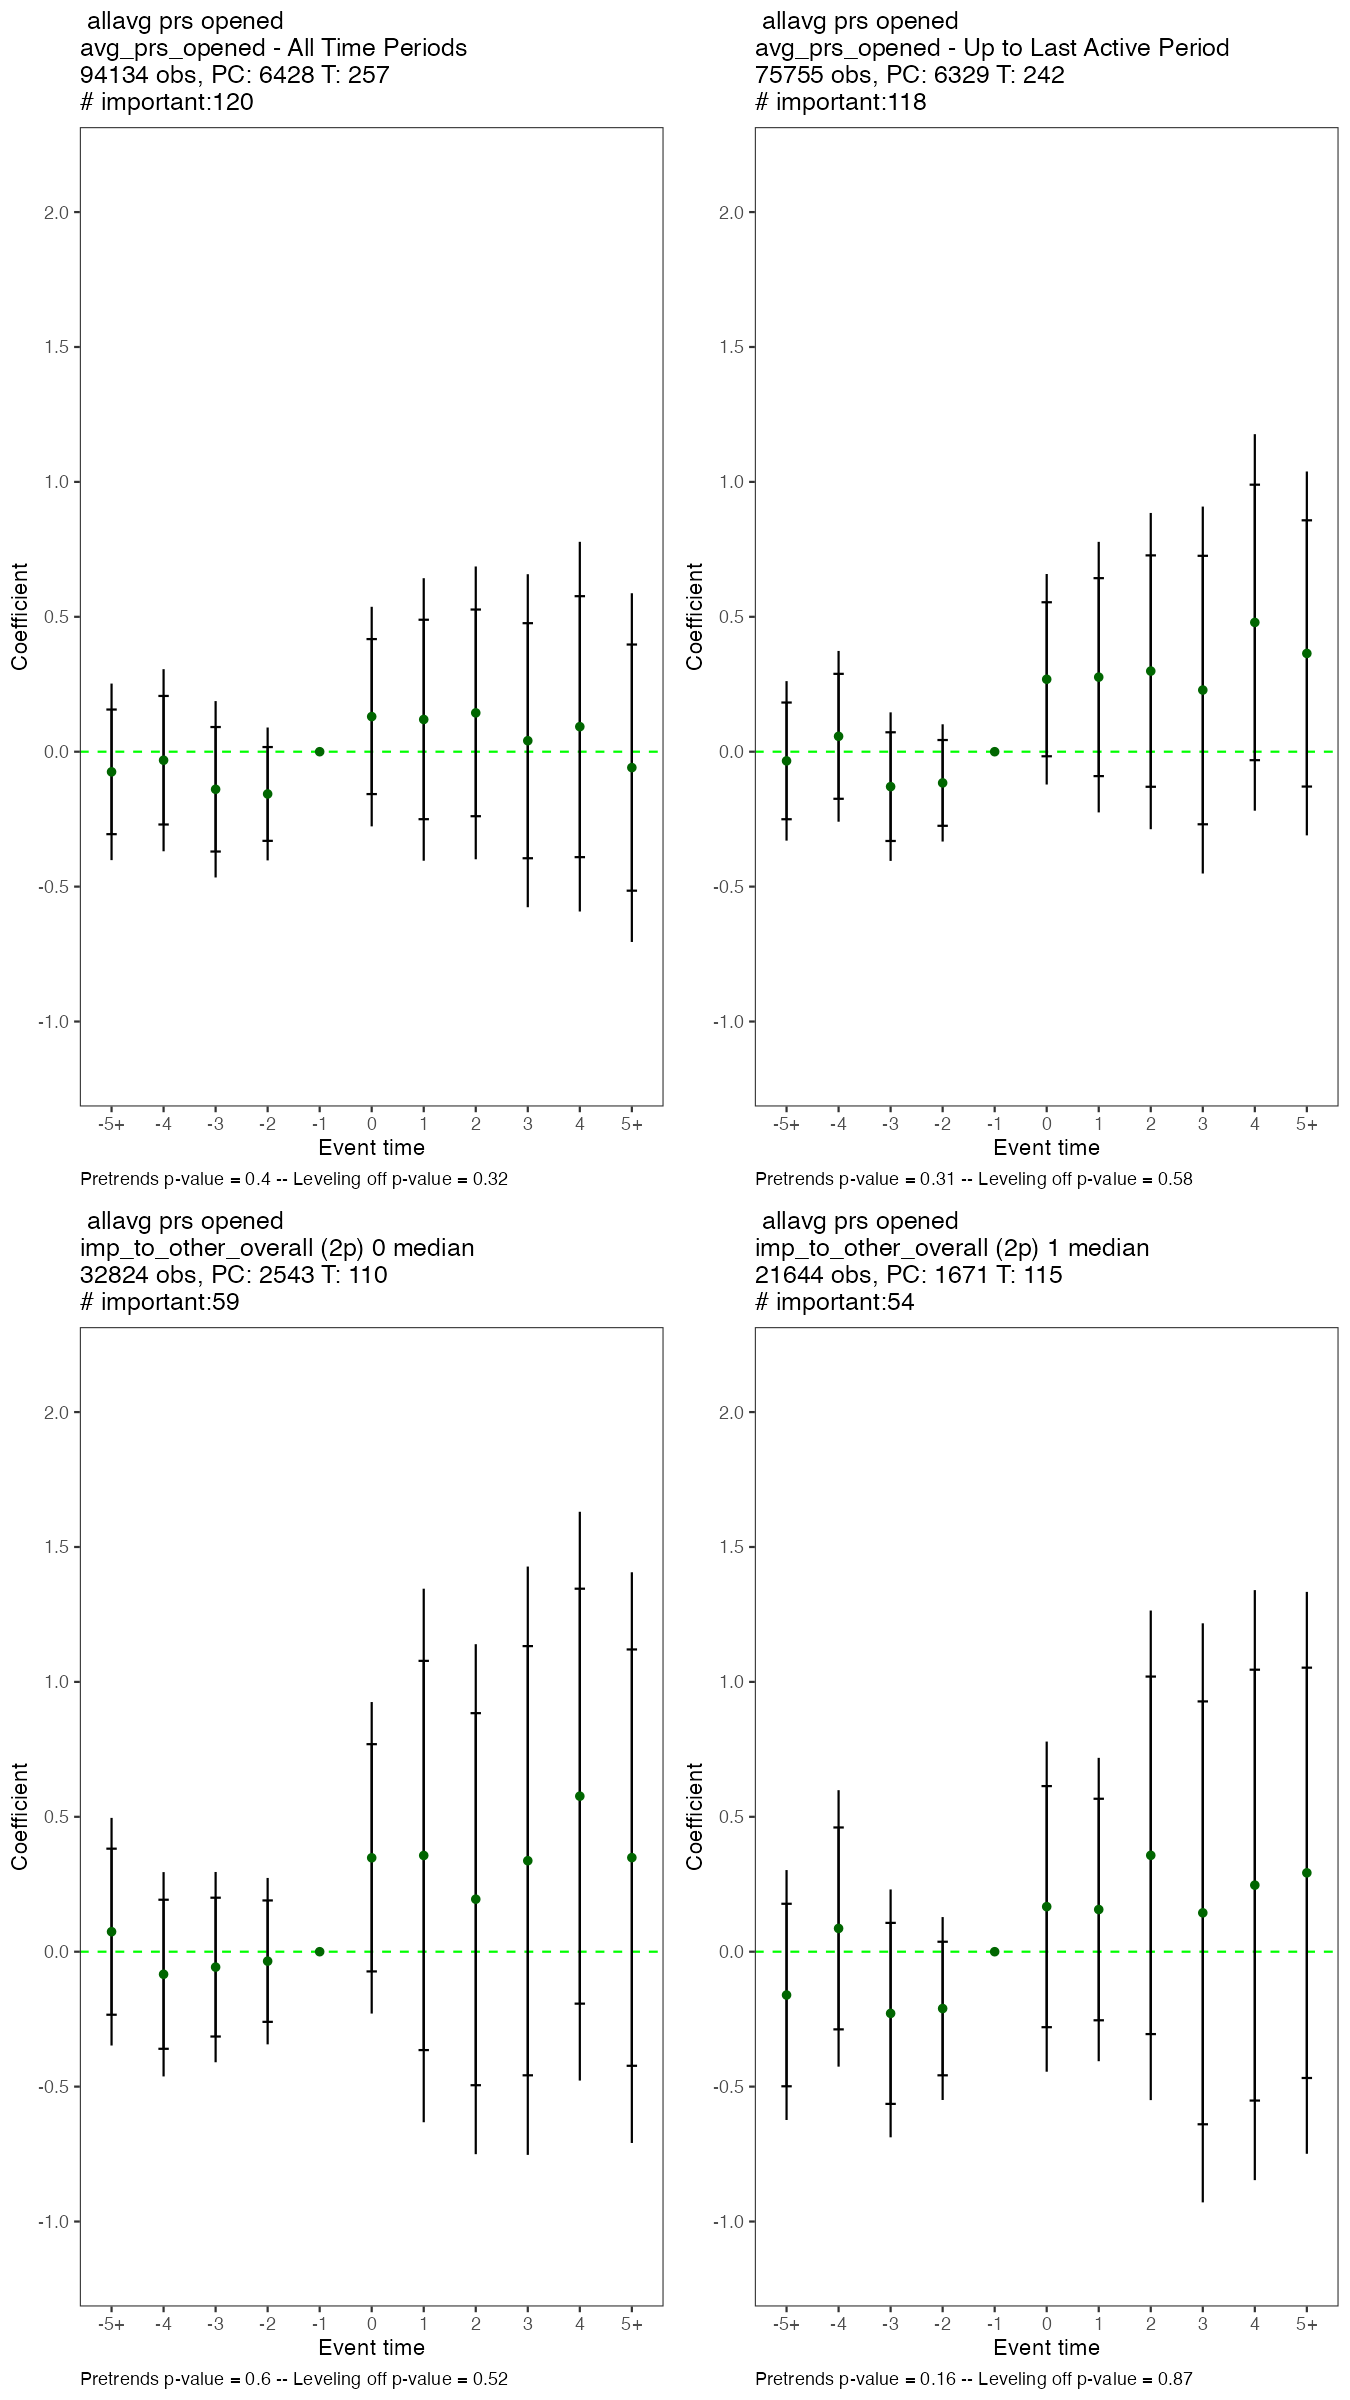 allavg prs opened
avg_prs_opened - All Time Periods
94134 obs, PC: 6428 T: 257
# important:120
2.0
1.5
1.0
0.5
0.0
-0.5
-1.0
Coefficient
-5+ -4 -3 -2 -1 0 1 2 3 4 5+
Event time
Pretrends p-value = 0.4 -- Leveling off p-value = 0.32
allavg prs opened
avg_prs_opened - Up to Last Active Period
75755 obs, PC: 6329 T: 242
# important:118
2.0
1.5
1.0
0.5
0.0
-0.5
-1.0
Coefficient
-5+ -4 -3 -2 -1 0 1 2 3 4 5+
Event time
Pretrends p-value = 0.31 -- Leveling off p-value = 0.58
allavg prs opened
imp_to_other_overall (2p) 0 median
32824 obs, PC: 2543 T: 110
# important:59
2.0
1.5
1.0
0.5
0.0
-0.5
-1.0
Coefficient
-5+ -4 -3 -2 -1 0 1 2 3 4 5+
Event time
Pretrends p-value = 0.6 -- Leveling off p-value = 0.52
allavg prs opened
imp_to_other_overall (2p) 1 median
21644 obs, PC: 1671 T: 115
# important:54
2.0
1.5
1.0
0.5
0.0
-0.5
-1.0
Coefficient
-5+ -4 -3 -2 -1 0 1 2 3 4 5+
Event time
Pretrends p-value = 0.16 -- Leveling off p-value = 0.87